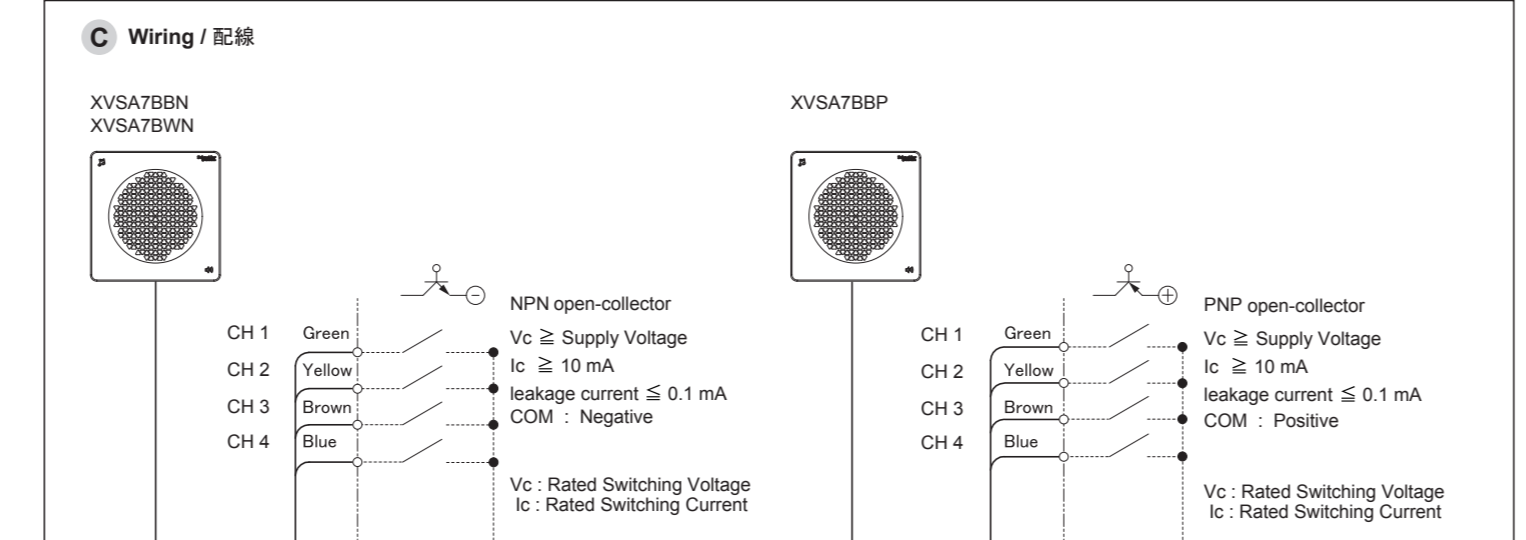 C Wiring / 配線
XVSA7BBN
XVSA7BWN
NPN open-collector
CH 1 Green
Vc ≧ Supply Voltage
CH 2 Yellow
Ic ≧ 10 mA
leakage current ≦ 0.1 mA
CH 3 Brown
COM : Negative
CH 4 Blue
Vc : Rated Switching Voltage
Ic : Rated Switching Current
XVSA7BBP
PNP open-collector
CH 1 Green
Vc ≧ Supply Voltage
CH 2 Yellow
Ic ≧ 10 mA
leakage current ≦ 0.1 mA
CH 3 Brown
COM : Positive
CH 4 Blue
Vc : Rated Switching Voltage
Ic : Rated Switching Current